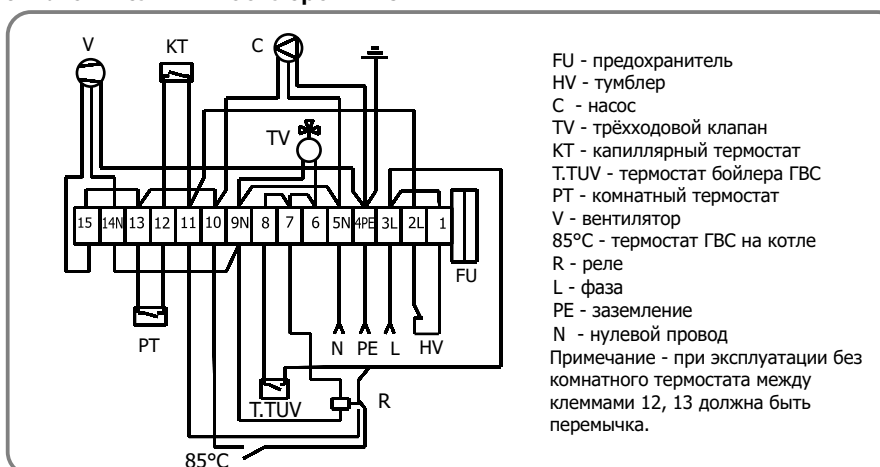 V
KT
C
TV
15 14N 13 12 11 10 9N 8 7 6 5N 4PE 3L 2L 1
FU
PT
N PE L HV
T.TUV
R
85°C
FU - предохранитель
HV - тумблер
C - насос
TV - трёхходовой клапан
KT - капиллярный термостат
T.TUV - термостат бойлера ГВС
PT - комнатный термостат
V - вентилятор
85°C - термостат ГВС на котле
R - реле
L - фаза
PE - заземление
N - нулевой провод
Примечание - при эксплуатации без
комнатного термостата между
клеммами 12, 13 должна быть
перемычка.